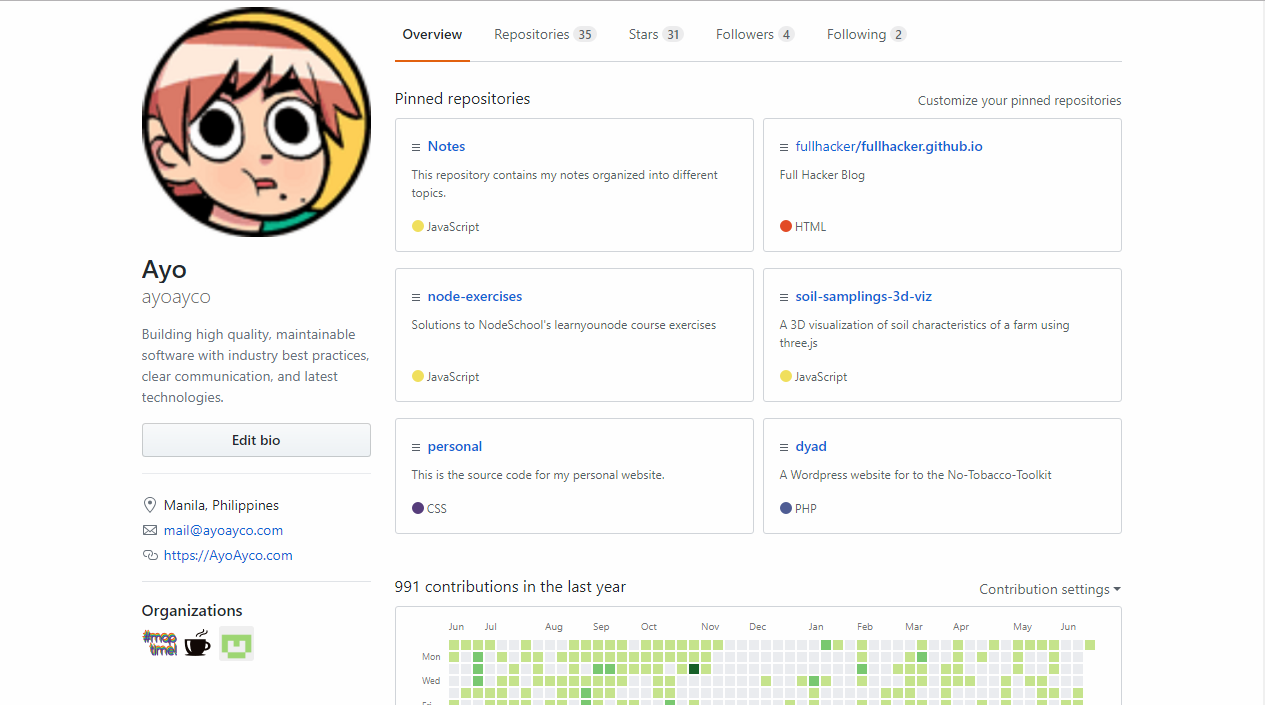 Overview Repositories 35 Stars 31 Followers 4 Following 2
Ayo
ayoayco
Building high quality, maintainable
software with industry best practices,
clear communication, and latest
technologies.
Edit bio
Manila, Philippines
mail@ayoayco.com
https://AyoAyco.com
Organizations
#map
time!
Pinned repositories
Customize your pinned repositories
Notes
This repository contains my notes organized into different
topics.
JavaScript
fullhacker/fullhacker.github.io
Full Hacker Blog
HTML
node-exercises
Solutions to NodeSchool's learnyounode course exercises
JavaScript
soil-samplings-3d-viz
A 3D visualization of soil characteristics of a farm using
three.js
JavaScript
personal
This is the source code for my personal website.
CSS
dyad
A Wordpress website for to the No-Tobacco-Toolkit
PHP
991 contributions in the last year
Contribution settings
Jun Jul Aug Sep Oct Nov Dec Jan Feb Mar Apr May Jun
Mon
Wed
Fri